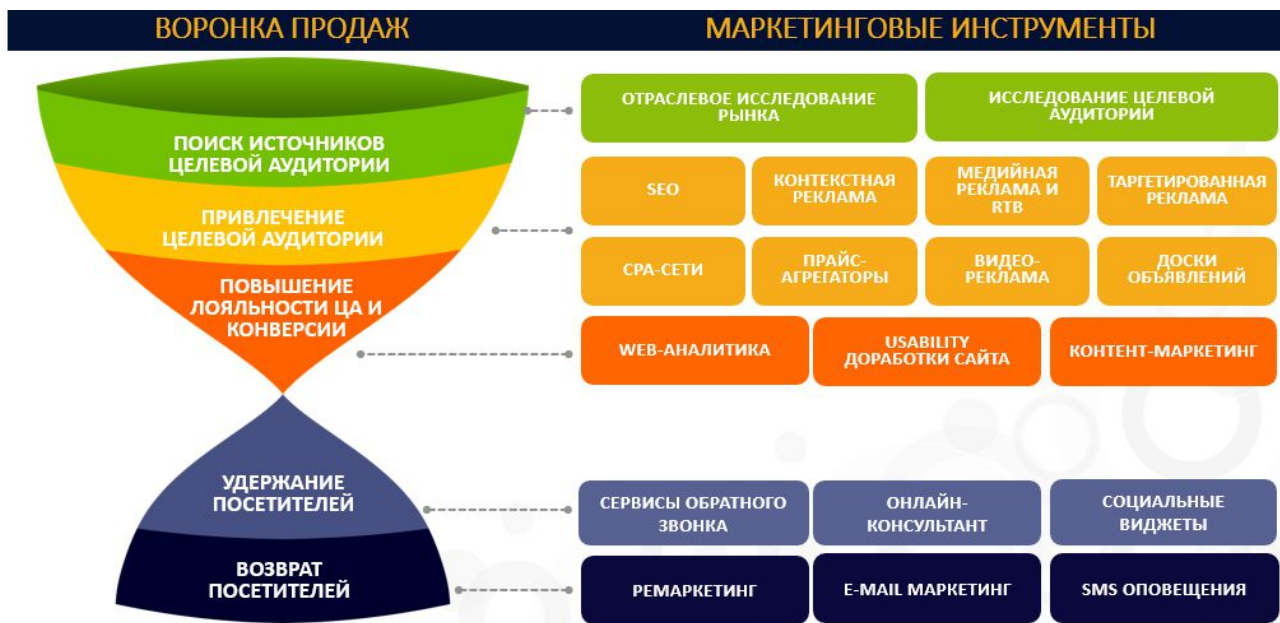 ВОРОНКА ПРОДАЖ
МАРКЕТИНГОВЫЕ ИНСТРУМЕНТЫ
ПОИСК ИСТОЧНИКОВ
ЦЕЛЕВОЙ АУДИТОРИИ
ОТРАСЛЕВОЕ ИССЛЕДОВАНИЕ
РЫНКА
ИССЛЕДОВАНИЕ ЦЕЛЕВОЙ
АУДИТОРИИ
ПРИВЛЕЧЕНИЕ
ЦЕЛЕВОЙ АУДИТОРИИ
SEO
КОНТЕКСТНАЯ
РЕКЛАМА
МЕДИЙНАЯ
РЕКЛАМА И
RTB
ТАРГЕТИРОВАННАЯ
РЕКЛАМА
CPA-СЕТИ
ПРАЙС-
АГРЕГАТОРЫ
ВИДЕО-
РЕКЛАМА
ДОСКИ
ОБЪЯВЛЕНИЙ
ПОВЫШЕНИЕ
ЛОЯЛЬНОСТИ ЦА И
КОНВЕРСИИ
WEB-АНАЛИТИКА
USABILITY
ДОРАБОТКИ САЙТА
КОНТЕНТ-МАРКЕТИНГ
УДЕРЖАНИЕ
ПОСЕТИТЕЛЕЙ
СЕРВИСЫ ОБРАТНОГО
ЗВОНКА
ОНЛАЙН-
КОНСУЛЬТАНТ
СОЦИАЛЬНЫЕ
ВИДЖЕТЫ
ВОЗВРАТ
ПОСЕТИТЕЛЕЙ
РЕМАРКЕТИНГ
E-MAIL МАРКЕТИНГ
SMS ОПОВЕЩЕНИЯ